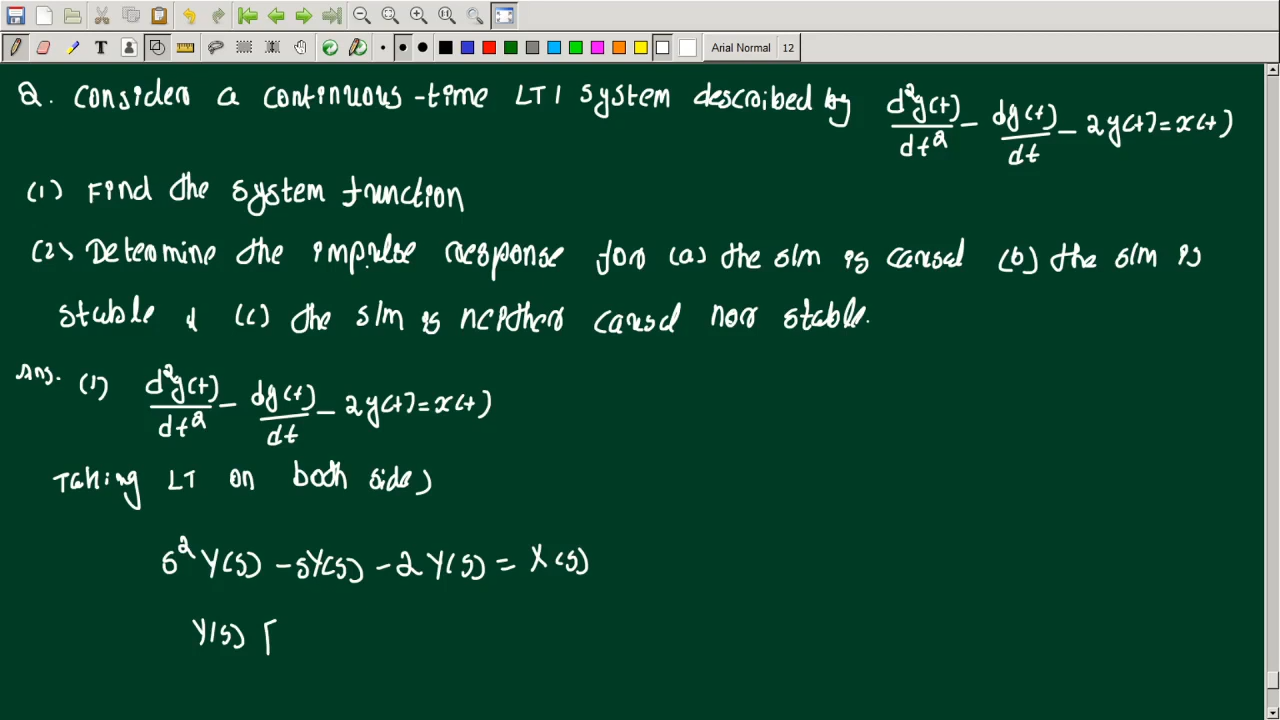 Arial Normal 12
Q. Consider a continuous-time LTI system described by d²y(t)/dt² - dy(t)/dt - 2y(t) = x(t)
(1) Find the system function
(2) Determine the impulse response for (a) the s/m is causal (b) the s/m is
stable & (c) the s/m is neither causal nor stable.
Ans. (1) d²y(t)/dt² - dy(t)/dt - 2y(t) = x(t)
Taking LT on both sides
s² Y(s) - sY(s) - 2Y(s) = X(s)
Y(s) [